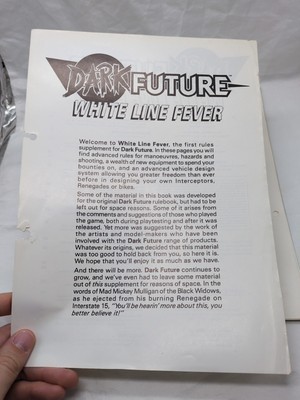 DARK FUTURE
WHITE LINE FEVER
Welcome to White Line Fever, the first rules
supplement for Dark Future. In these pages you will
find advanced rules for manoeuvres, hazards and
shooting, a wealth of new equipment to spend your
bounties on, and an advanced vehicle design
system allowing you greater freedom than ever
before in designing your own Interceptors,
Renegades or bikes.
Some of the material in this book was developed
for the original Dark Future rulebook, but had to be
left out for space reasons. Some of it arises from
the comments and suggestions of those who played
the game, both during playtesting and after it was
released. Yet more was suggested by the work of
the artists and model-makers who have been
involved with the Dark Future range of products.
Whatever its origins, we decided that this material
was too good to hold back from you, so here it is.
We hope that you'll enjoy it as much as we have.
And there will be more. Dark Future continues to
grow, and we've even had to leave some material
out of this supplement for reasons of space. In the
words of Mad Mickey Mulligan of the Black Widows,
as he ejected from his burning Renegade on
Interstate 15, "You'll be hearin' more about this, you
better believe it!"